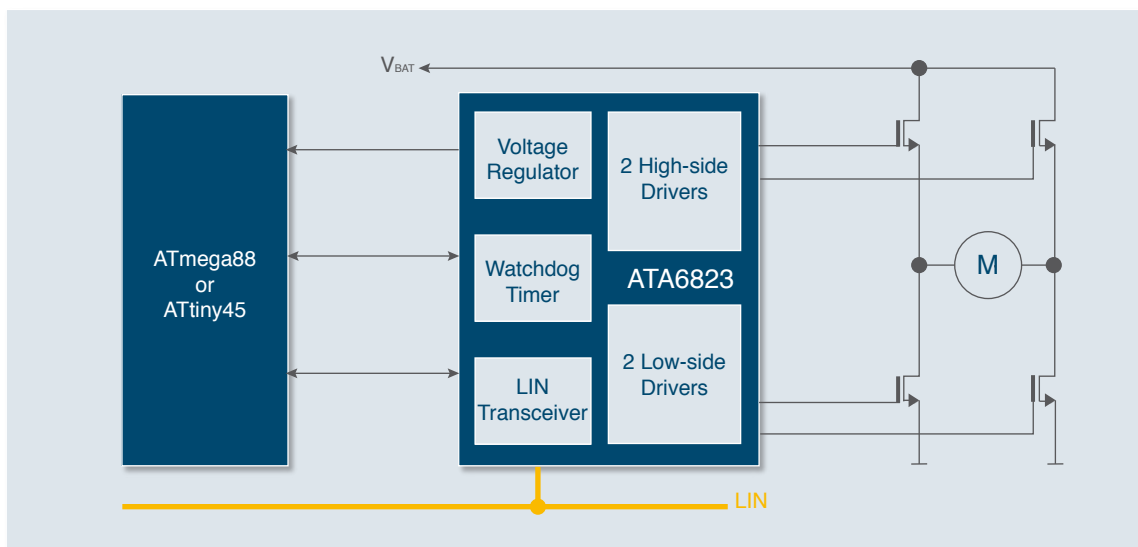 VBAT
ATmega88
or
ATtiny45
Voltage
Regulator
Watchdog
Timer
LIN
Transceiver
2 High-side
Drivers
ATA6823
2 Low-side
Drivers
M
LIN